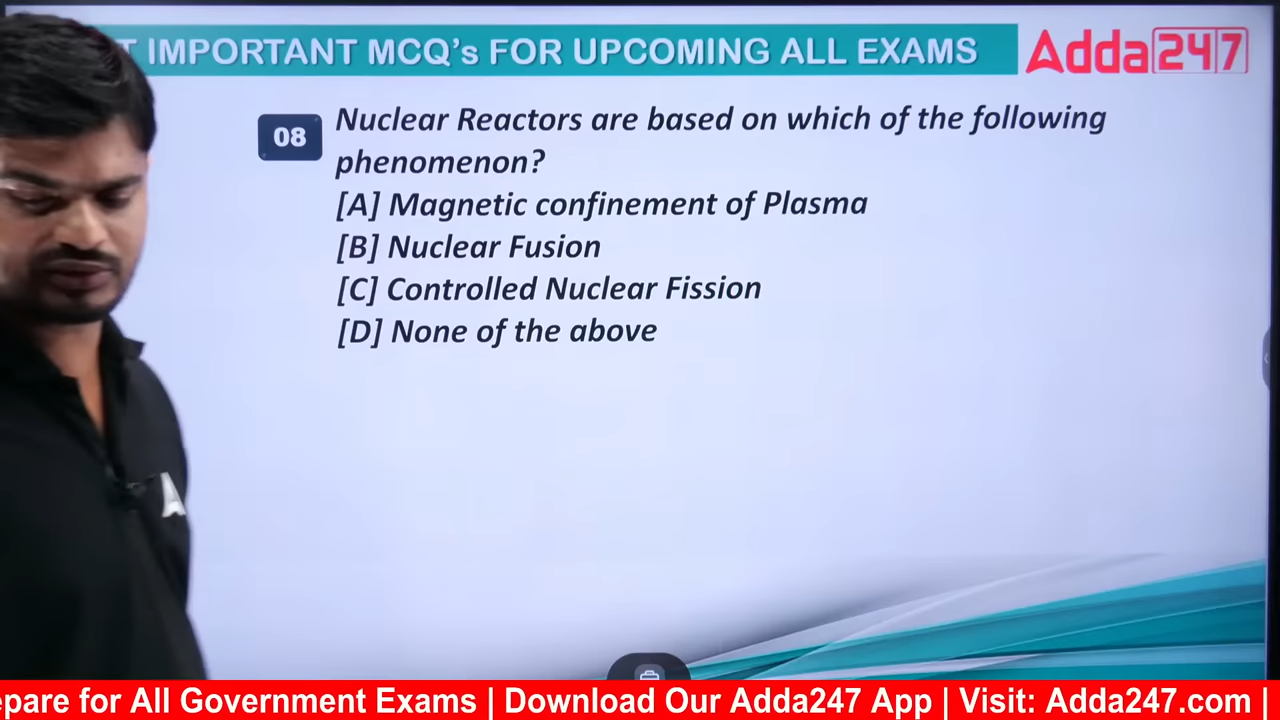 T IMPORTANT MCQ's FOR UPCOMING ALL EXAMS
Adda247
08
Nuclear Reactors are based on which of the following
phenomenon?
[A] Magnetic confinement of Plasma
[B] Nuclear Fusion
[C] Controlled Nuclear Fission
[D] None of the above
epare for All Government Exams | Download Our Adda247 App | Visit: Adda247.com |